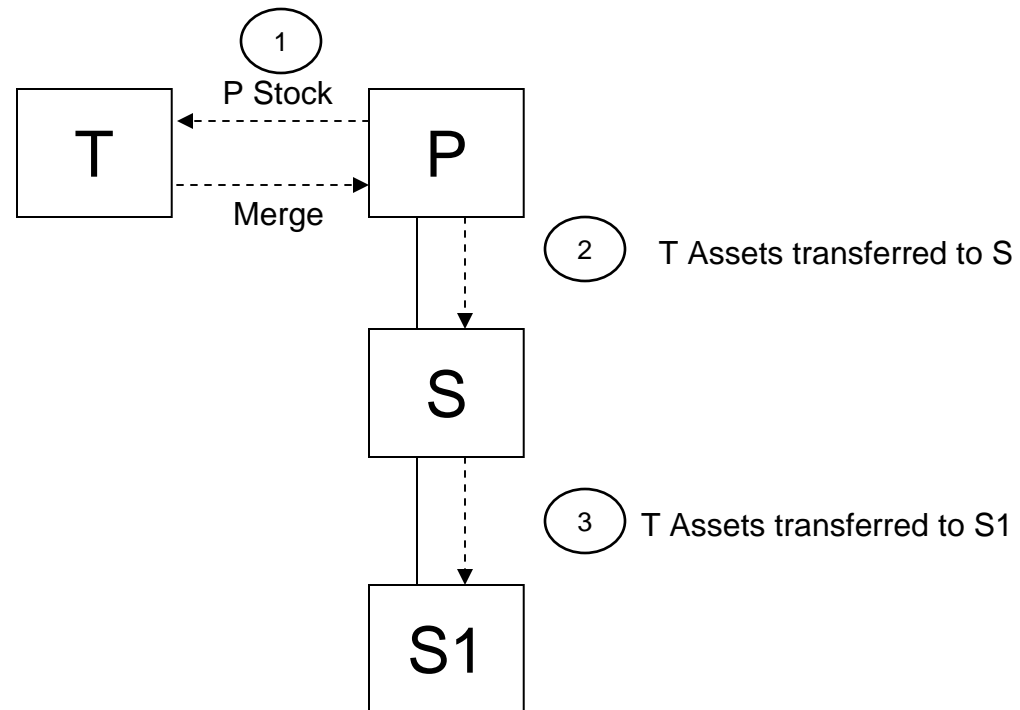 1
P Stock
T
P
Merge
2
T Assets transferred to S
S
3
T Assets transferred to S1
S1